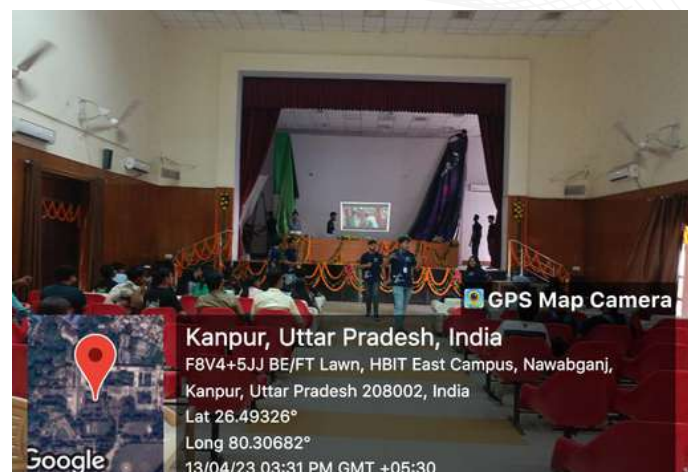 GPS Map Camera
Kanpur, Uttar Pradesh, India
F8V4+5JJ BE/FT Lawn, HBIT East Campus, Nawabganj,
Kanpur, Uttar Pradesh 208002, India
Lat 26.49326°
Long 80.30682°
13/04/23 03:31 PM GMT +05:30
Google